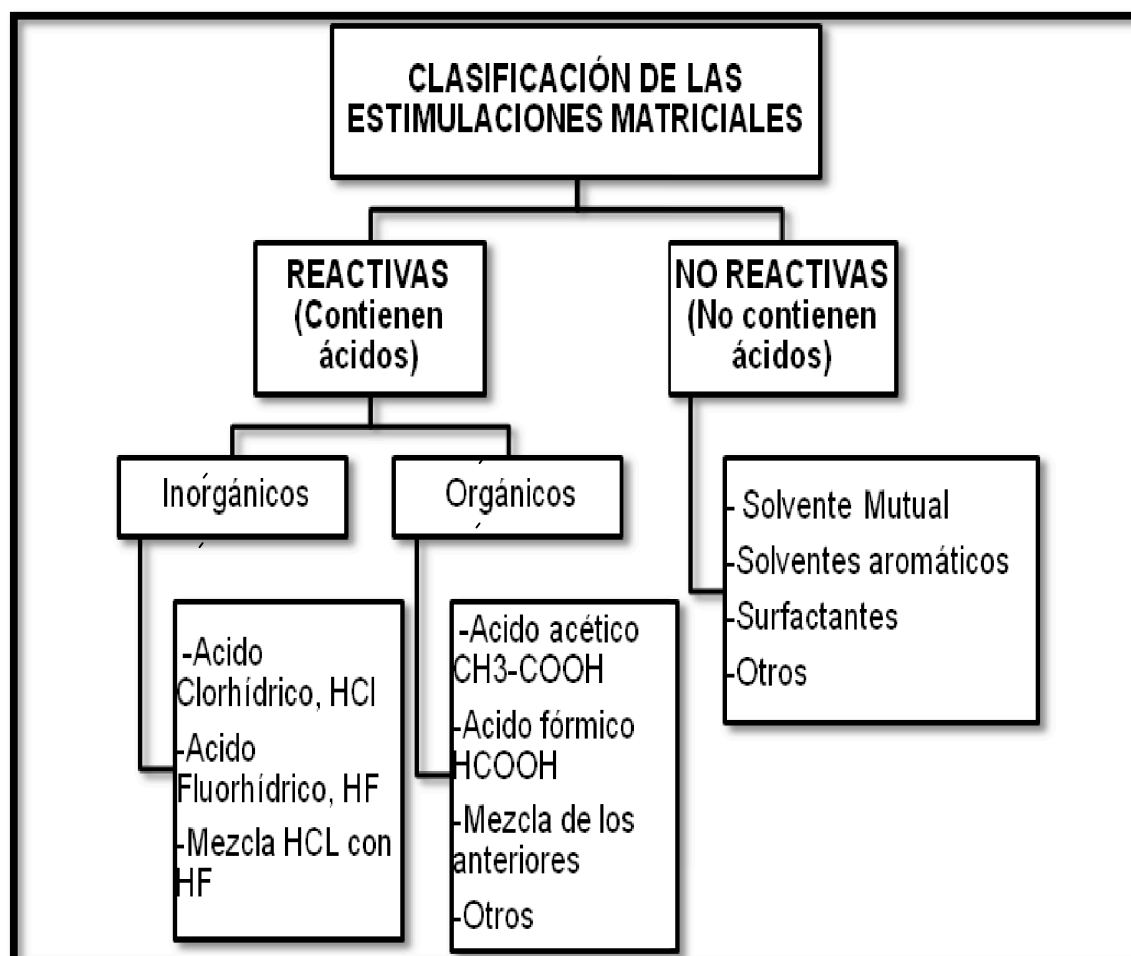 CLASIFICACIÓN DE LAS
ESTIMULACIONES MATRICIALES
REACTIVAS
(Contienen
ácidos)
NO REACTIVAS
(No contienen
ácidos)
Inorgánicos
Orgánicos
-Acido
Clorhídrico, HCl
-Acido
Fluorhídrico, HF
-Mezcla HCL con
HF
-Acido acético
CH3-COOH
-Acido fórmico
HCOOH
-Mezcla de los
anteriores
-Otros
- Solvente Mutual
-Solventes aromáticos
-Surfactantes
-Otros